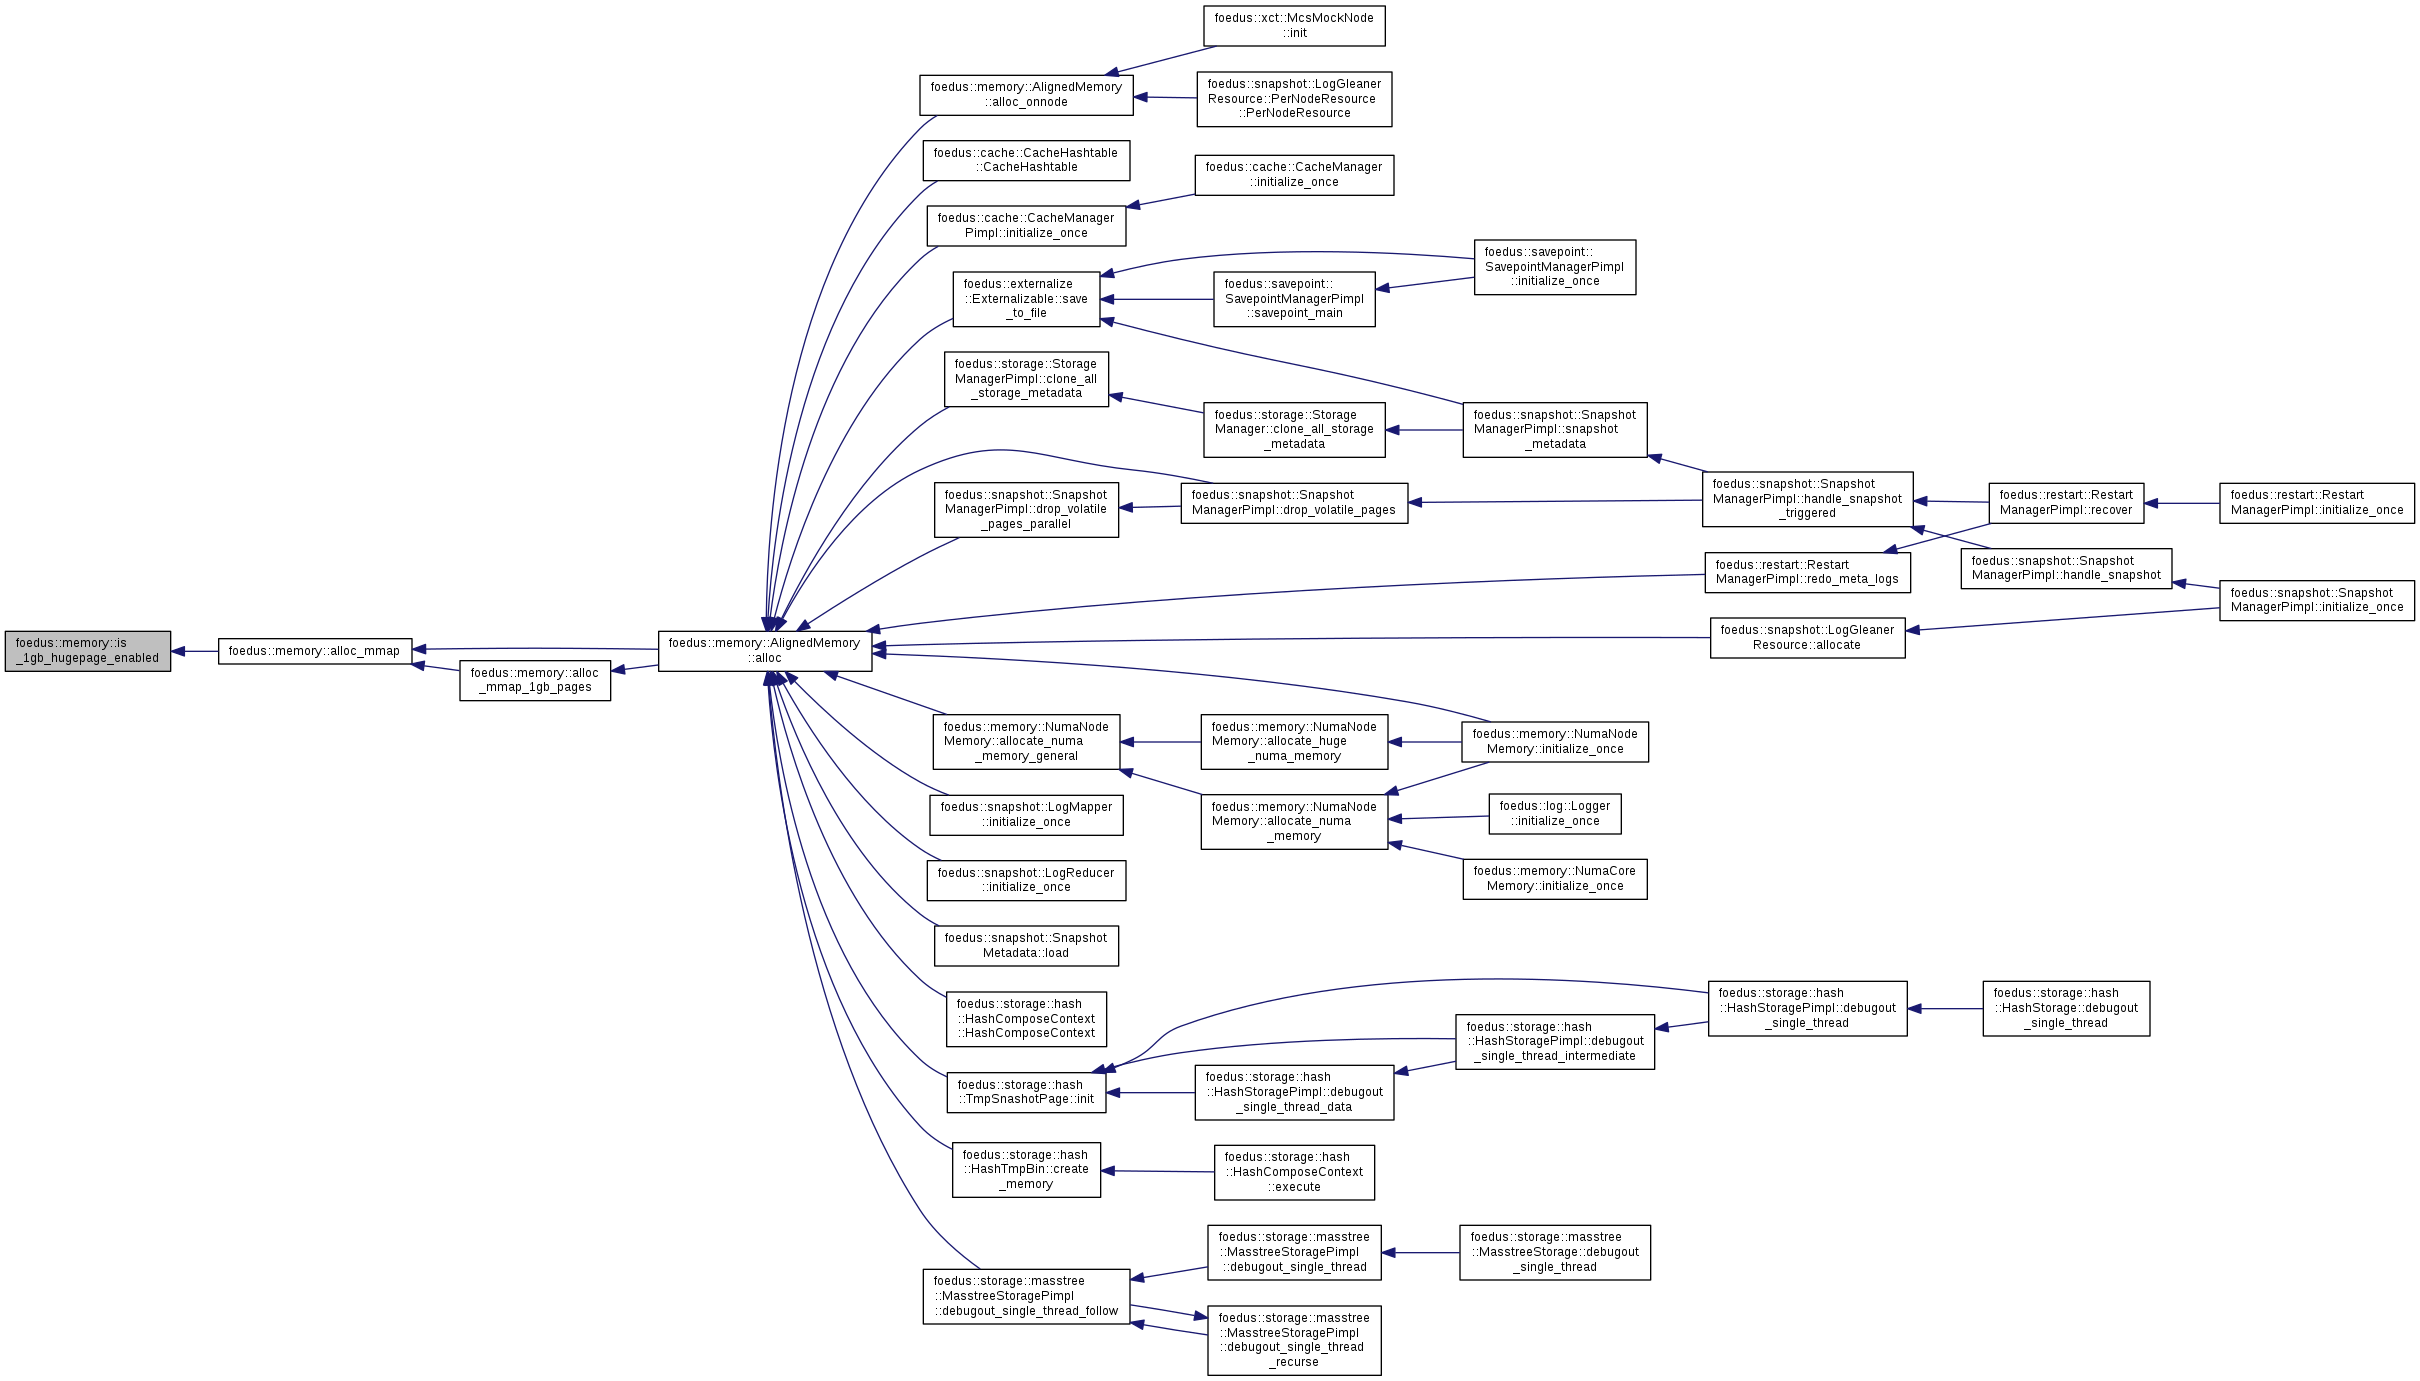 foedus::memory::is
_1gb_hugepage_enabled
foedus::memory::alloc_mmap
foedus::memory::alloc
_mmap_1gb_pages
foedus::memory::AlignedMemory
::alloc
foedus::memory::AlignedMemory
::alloc_onnode
foedus::xct::McsMockNode
::init
foedus::snapshot::LogGleaner
Resource::PerNodeResource
::PerNodeResource
foedus::cache::CacheHashtable
::CacheHashtable
foedus::cache::CacheManager
Pimpl::initialize_once
foedus::cache::CacheManager
::initialize_once
foedus::externalize
::Externalizable::save
_to_file
foedus::savepoint::
SavepointManagerPimpl
::savepoint_main
foedus::savepoint::
SavepointManagerPimpl
::initialize_once
foedus::storage::Storage
ManagerPimpl::clone_all
_storage_metadata
foedus::storage::Storage
Manager::clone_all_storage
_metadata
foedus::snapshot::Snapshot
ManagerPimpl::snapshot
_metadata
foedus::snapshot::Snapshot
ManagerPimpl::drop_volatile
_pages_parallel
foedus::snapshot::Snapshot
ManagerPimpl::drop_volatile_pages
foedus::snapshot::Snapshot
ManagerPimpl::handle_snapshot
_triggered
foedus::restart::Restart
ManagerPimpl::recover
foedus::restart::Restart
ManagerPimpl::initialize_once
foedus::restart::Restart
ManagerPimpl::redo_meta_logs
foedus::snapshot::Snapshot
ManagerPimpl::handle_snapshot
foedus::snapshot::Snapshot
ManagerPimpl::initialize_once
foedus::snapshot::LogGleaner
Resource::allocate
foedus::memory::NumaNode
Memory::allocate_numa
_memory_general
foedus::memory::NumaNode
Memory::allocate_huge
_numa_memory
foedus::memory::NumaNode
Memory::initialize_once
foedus::memory::NumaNode
Memory::allocate_numa
_memory
foedus::log::Logger
::initialize_once
foedus::memory::NumaCore
Memory::initialize_once
foedus::snapshot::LogMapper
::initialize_once
foedus::snapshot::LogReducer
::initialize_once
foedus::snapshot::Snapshot
Metadata::load
foedus::storage::hash
::HashComposeContext
::HashComposeContext
foedus::storage::hash
::TmpSnashotPage::init
foedus::storage::hash
::HashStoragePimpl::debugout
_single_thread_data
foedus::storage::hash
::HashStoragePimpl::debugout
_single_thread_intermediate
foedus::storage::hash
::HashStoragePimpl::debugout
_single_thread
foedus::storage::hash
::HashStorage::debugout
_single_thread
foedus::storage::hash
::HashTmpBin::create
_memory
foedus::storage::hash
::HashComposeContext
::execute
foedus::storage::masstree
::MasstreeStoragePimpl
::debugout_single_thread_follow
foedus::storage::masstree
::MasstreeStoragePimpl
::debugout_single_thread
foedus::storage::masstree
::MasstreeStorage::debugout
_single_thread
foedus::storage::masstree
::MasstreeStoragePimpl
::debugout_single_thread
_recurse